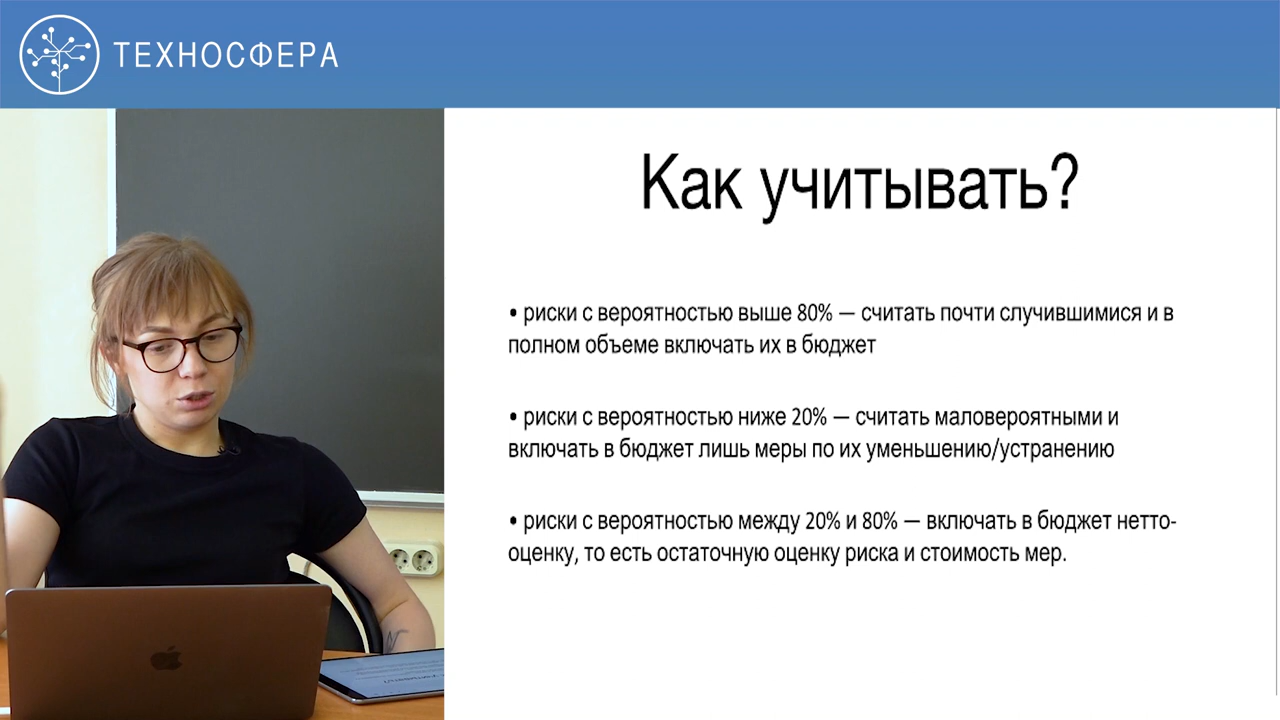 ТЕХНОСФЕРА
Как учитывать?
• риски с вероятностью выше 80% — считать почти случившимися и в
полном объеме включать их в бюджет
• риски с вероятностью ниже 20% — считать маловероятными и
включать в бюджет лишь меры по их уменьшению/устранению
• риски с вероятностью между 20% и 80% — включать в бюджет нетто-
оценку, то есть остаточную оценку риска и стоимость мер.